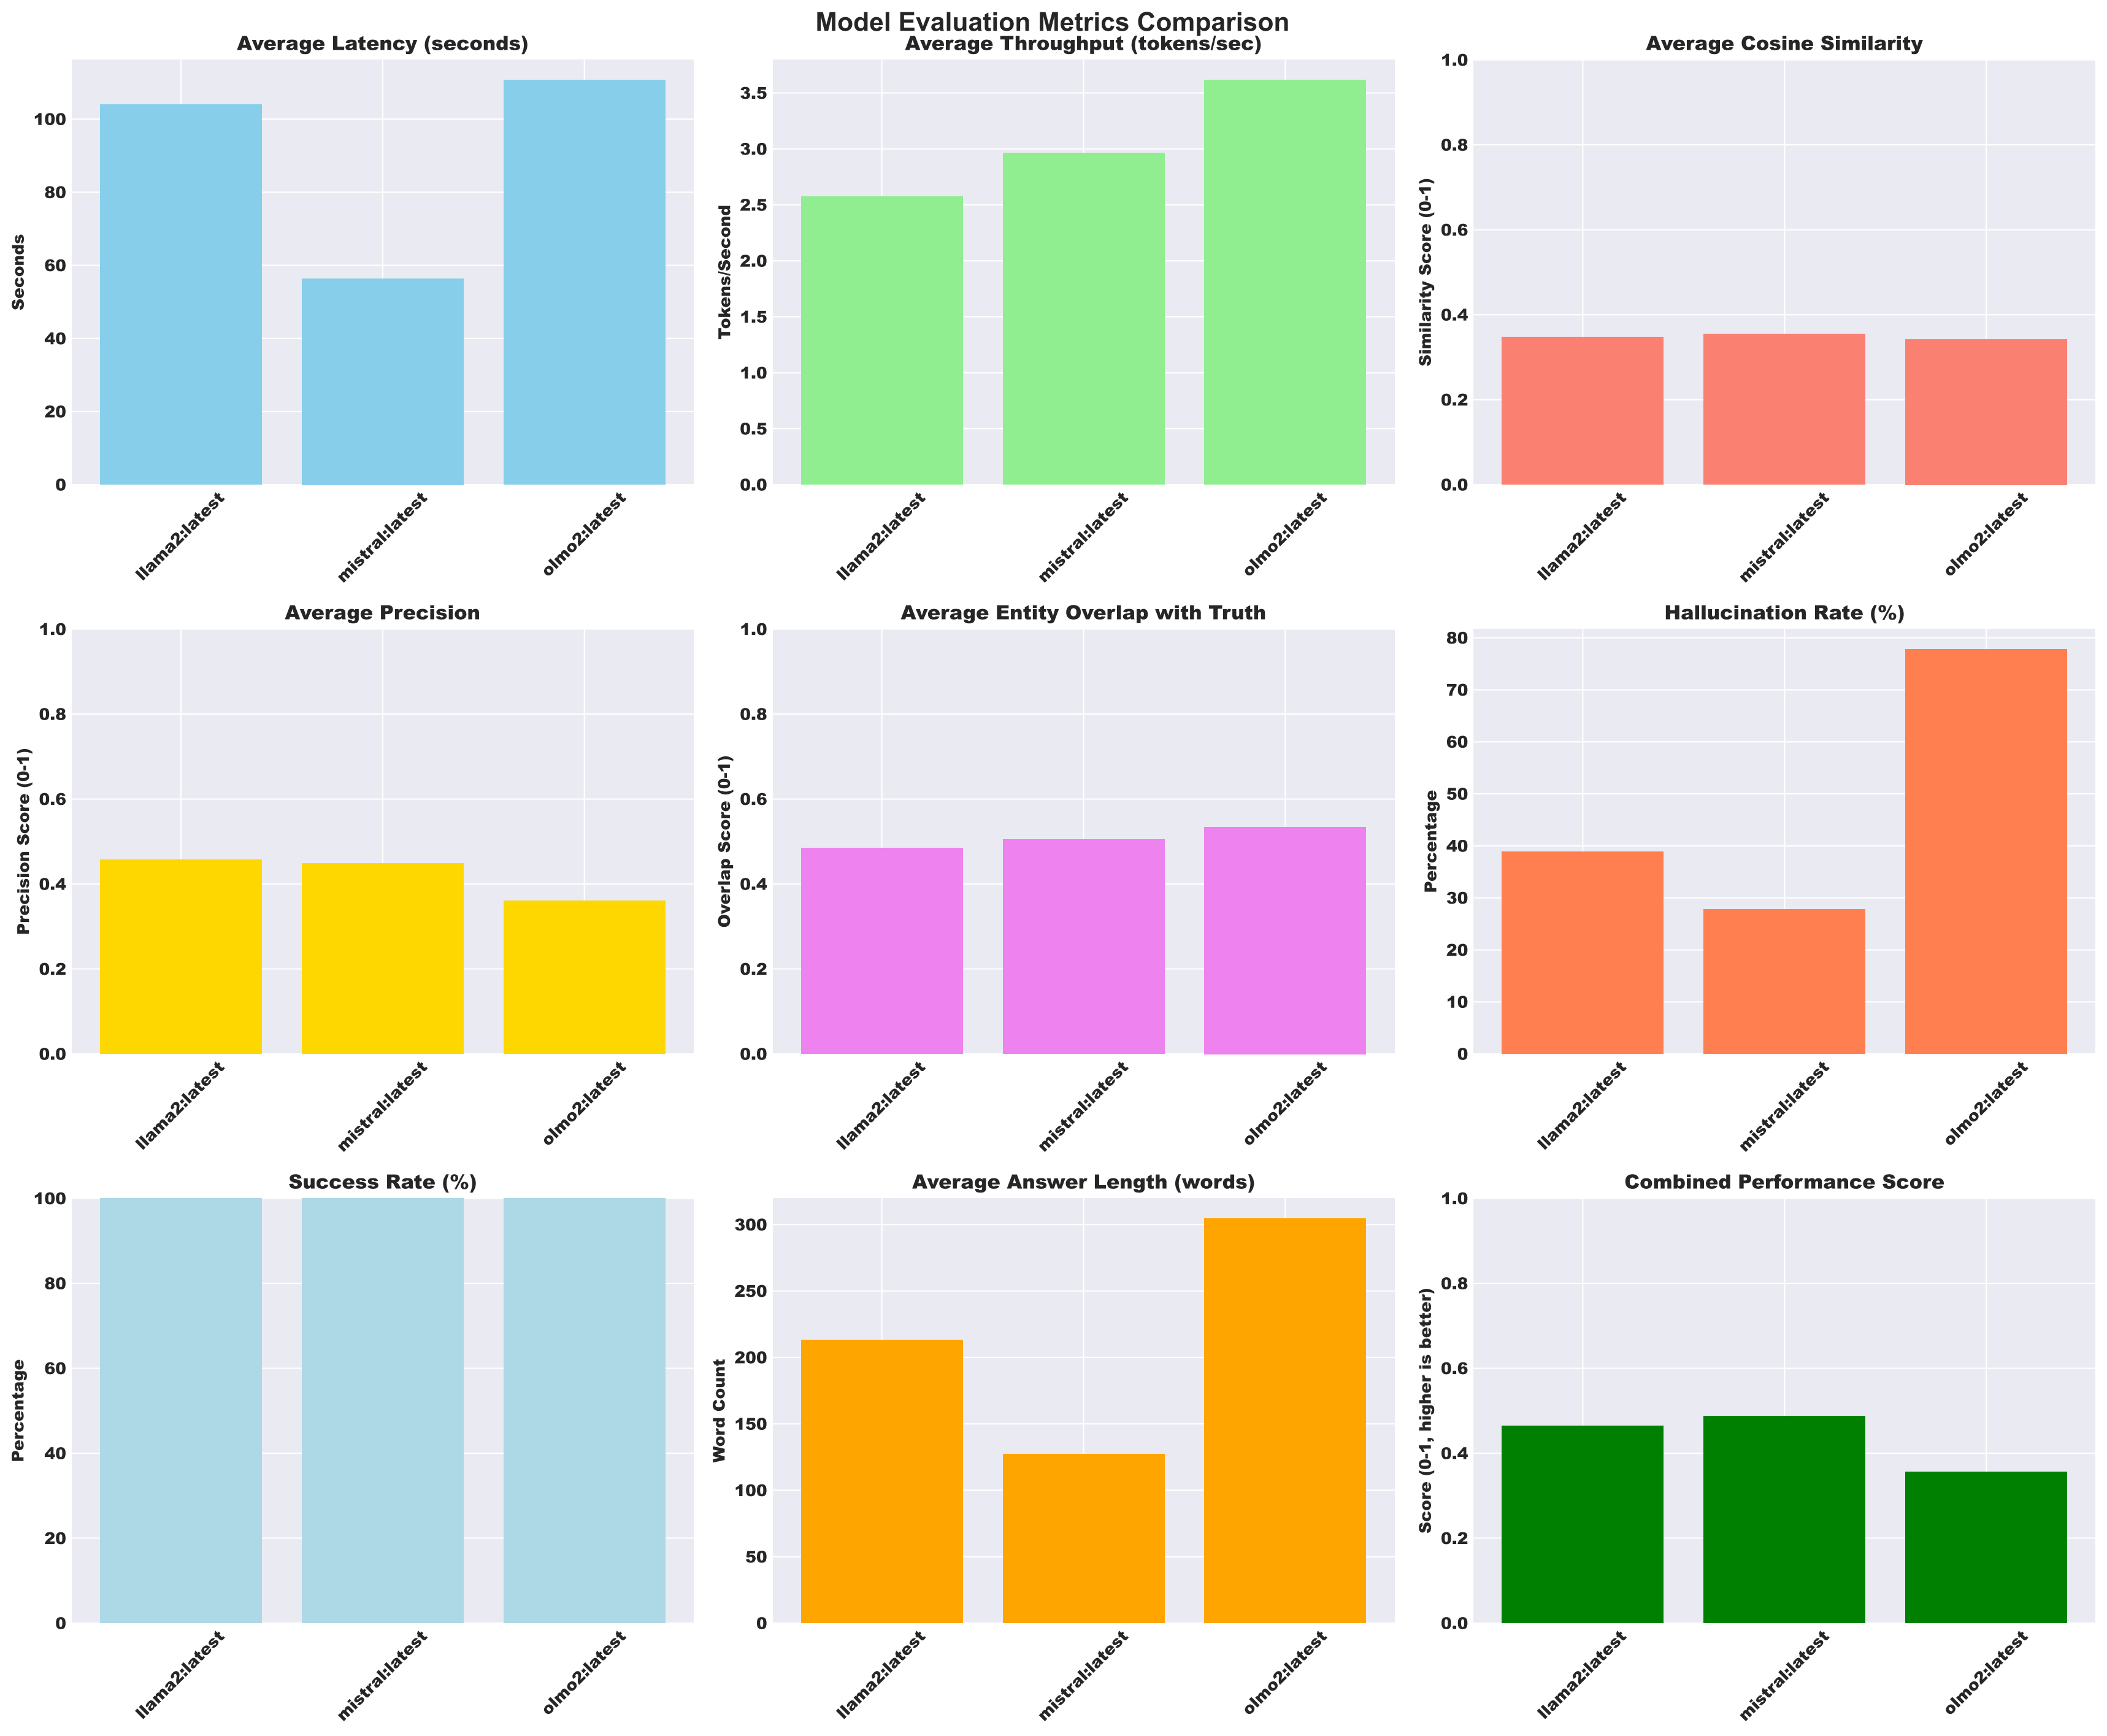 Model Evaluation Metrics Comparison
Average Latency (seconds)
Seconds
100
80
60
40
20
0
llama2:latest
mistral:latest
olmo2:latest
Average Throughput (tokens/sec)
Tokens/Second
3.5
3.0
2.5
2.0
1.5
1.0
0.5
0.0
llama2:latest
mistral:latest
olmo2:latest
Average Cosine Similarity
Similarity Score (0-1)
1.0
0.8
0.6
0.4
0.2
0.0
llama2:latest
mistral:latest
olmo2:latest
Average Precision
Precision Score (0-1)
1.0
0.8
0.6
0.4
0.2
0.0
llama2:latest
mistral:latest
olmo2:latest
Average Entity Overlap with Truth
Overlap Score (0-1)
1.0
0.8
0.6
0.4
0.2
0.0
llama2:latest
mistral:latest
olmo2:latest
Hallucination Rate (%)
Percentage
80
70
60
50
40
30
20
10
0
llama2:latest
mistral:latest
olmo2:latest
Success Rate (%)
Percentage
100
80
60
40
20
0
llama2:latest
mistral:latest
olmo2:latest
Average Answer Length (words)
Word Count
300
250
200
150
100
50
0
llama2:latest
mistral:latest
olmo2:latest
Combined Performance Score
Score (0-1, higher is better)
1.0
0.8
0.6
0.4
0.2
0.0
llama2:latest
mistral:latest
olmo2:latest